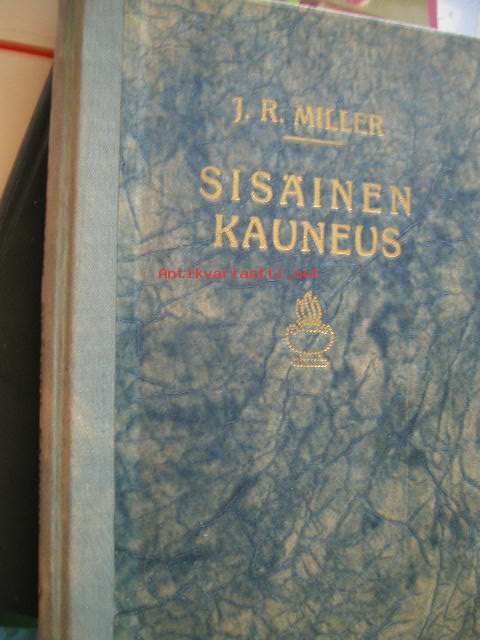 J. R. MILLER
SISÄINEN
KAUNEUS
Antikvariaatti.net